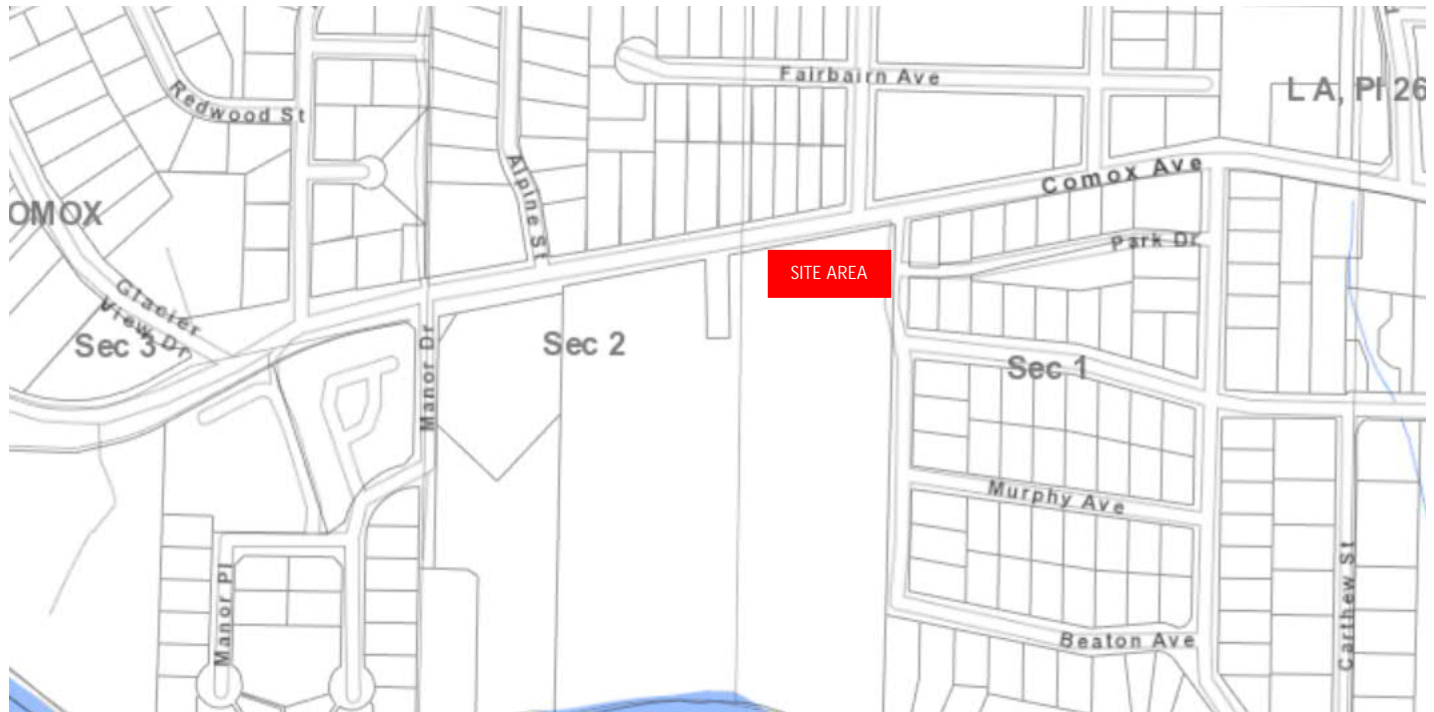 Fairbairn Ave
L A, Pl 26
Redwood St
Comox Ave
Alpine St
OMOX
Park Dr
SITE AREA
Glacier
View Dr
Sec 3
Sec 2
Manor Dr
Sec 1
Murphy Ave
Manor Pl
Carthew St
Beaton Ave